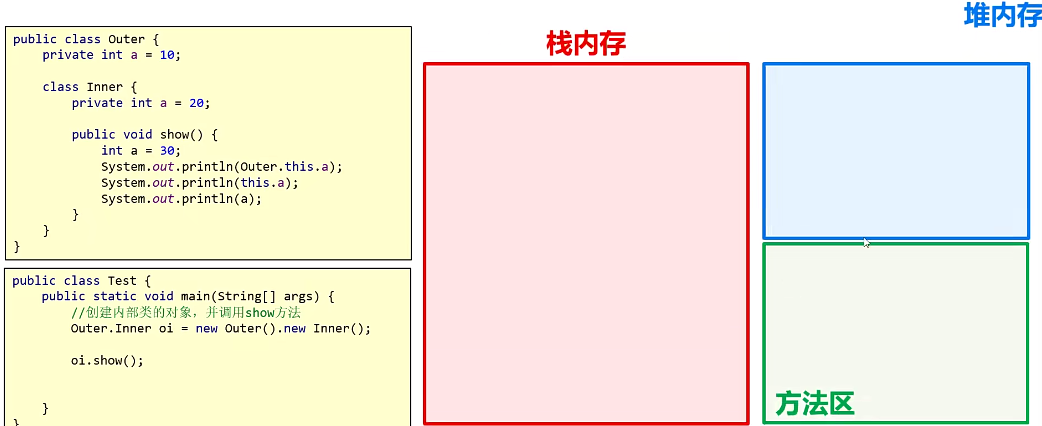 public class Outer {
private int a = 10;
class Inner {
private int a = 20;
public void show() {
int a = 30;
System.out.println(Outer.this.a);
System.out.println(this.a);
System.out.println(a);
}
}
}
public class Test {
public static void main(String[] args) {
//创建内部类的对象，并调用show方法
Outer.Inner oi = new Outer().new Inner();
oi.show();
}
}
栈内存
堆内存
方法区